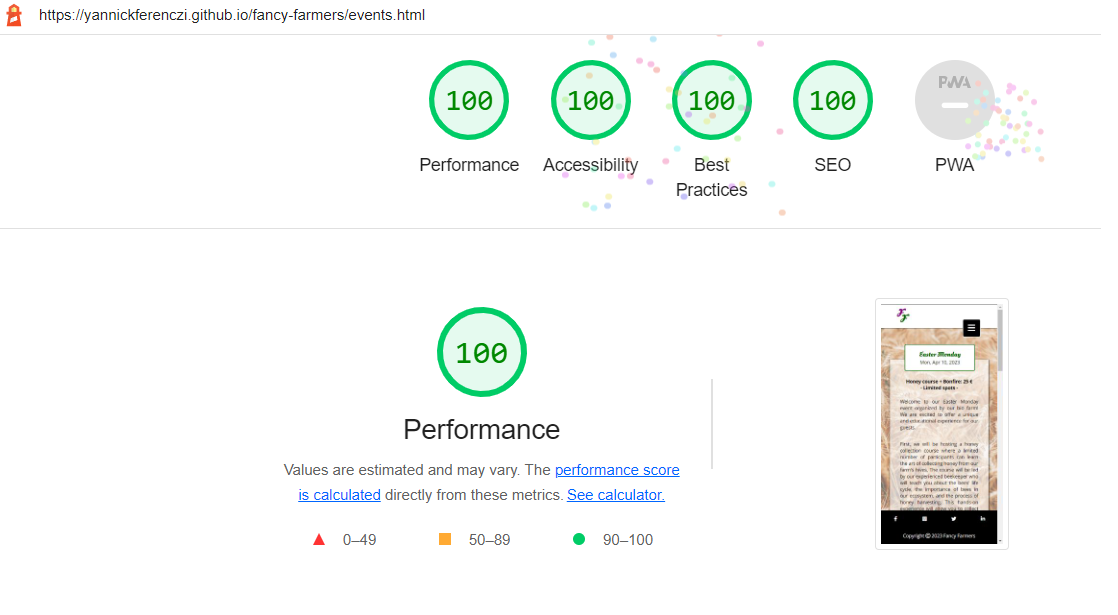 https://yannickferenczi.github.io/fancy-farmers/events.html
100
100
100
100
PWA
Performance
Accessibility
Best
Practices
SEO
PWA
100
Performance
Values are estimated and may vary. The performance score
is calculated directly from these metrics. See calculator.
0–49
50–89
90–100
Easter Monday
Mon, Apr 10, 2023
Honey course + Bonfire: 25 €
- Limited spots -
Welcome to our Easter Monday
event organized by our fun farm!
We are excited to offer a unique
and educational experience for our
guests.
First, we will be hosting a honey
collection course where a limited
number of participants can learn
the art of collecting honey from our
farm's bees. The course will be led
by our experienced beekeeper who
will teach you about the bees' life
cycle, the importance of bees in
our ecosystem, and the process of
honey harvesting. This hands-on
experience will allow you to collect
Copyright © 2023 Fancy Farmers